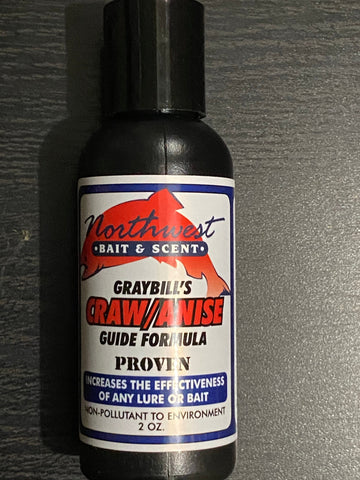 Northwest
• BAIT & SCENT •
GRAYBILL'S
CRAW/ANISE
GUIDE FORMULA
PROVEN
INCREASES THE EFFECTIVENESS
OF ANY LURE OR BAIT
NON-POLLUTANT TO ENVIRONMENT
2 OZ.